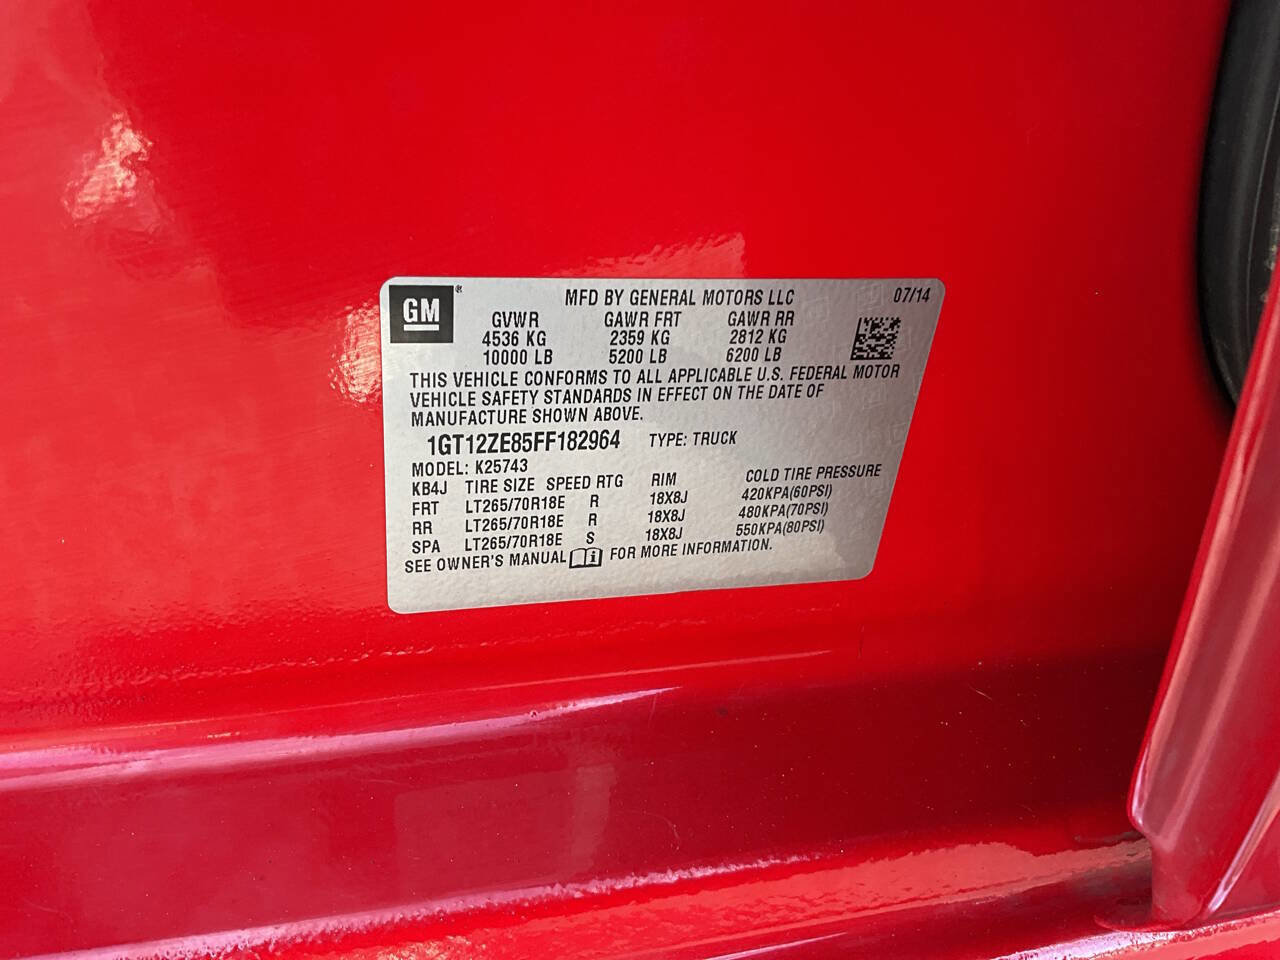 GM ® MFD BY GENERAL MOTORS LLC 07/14
GVWR GAWR FRT GAWR RR
4536 KG 2359 KG 2812 KG
10000 LB 5200 LB 6200 LB
THIS VEHICLE CONFORMS TO ALL APPLICABLE U.S. FEDERAL MOTOR
VEHICLE SAFETY STANDARDS IN EFFECT ON THE DATE OF
MANUFACTURE SHOWN ABOVE.
1GT12ZE85FF182964 TYPE: TRUCK
MODEL: K25743
KB4J TIRE SIZE SPEED RTG RIM COLD TIRE PRESSURE
FRT LT265/70R18E R 18X8J 420KPA(60PSI)
RR LT265/70R18E R 18X8J 480KPA(70PSI)
SPA LT265/70R18E S 18X8J 550KPA(80PSI)
SEE OWNER'S MANUAL i FOR MORE INFORMATION.